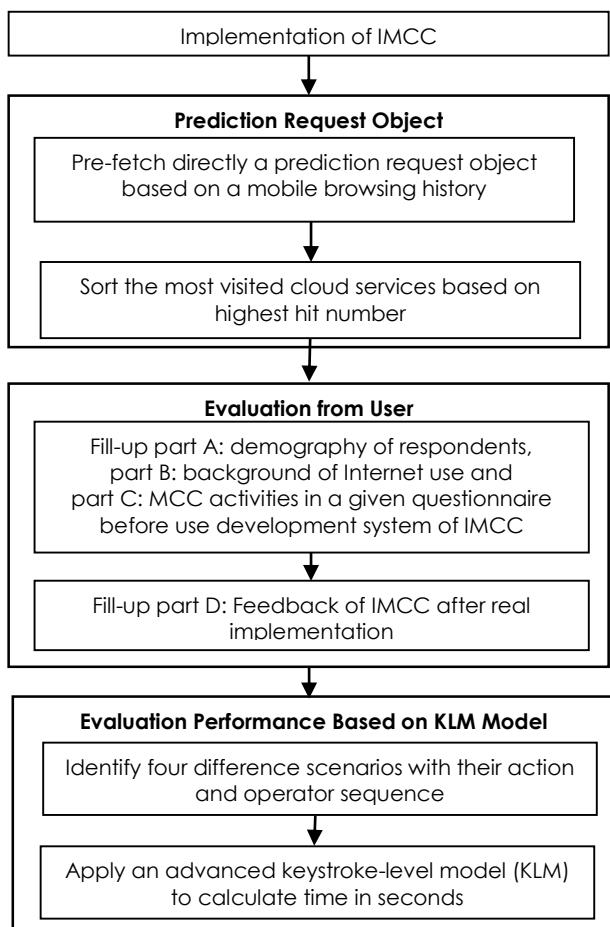 Implementation of IMCC
Prediction Request Object
Pre-fetch directly a prediction request object
based on a mobile browsing history
Sort the most visited cloud services based on
highest hit number
Evaluation from User
Fill-up part A: demography of respondents,
part B: background of Internet use and
part C: MCC activities in a given questionnaire
before use development system of IMCC
Fill-up part D: Feedback of IMCC after real
implementation
Evaluation Performance Based on KLM Model
Identify four difference scenarios with their action
and operator sequence
Apply an advanced keystroke-level model (KLM)
to calculate time in seconds